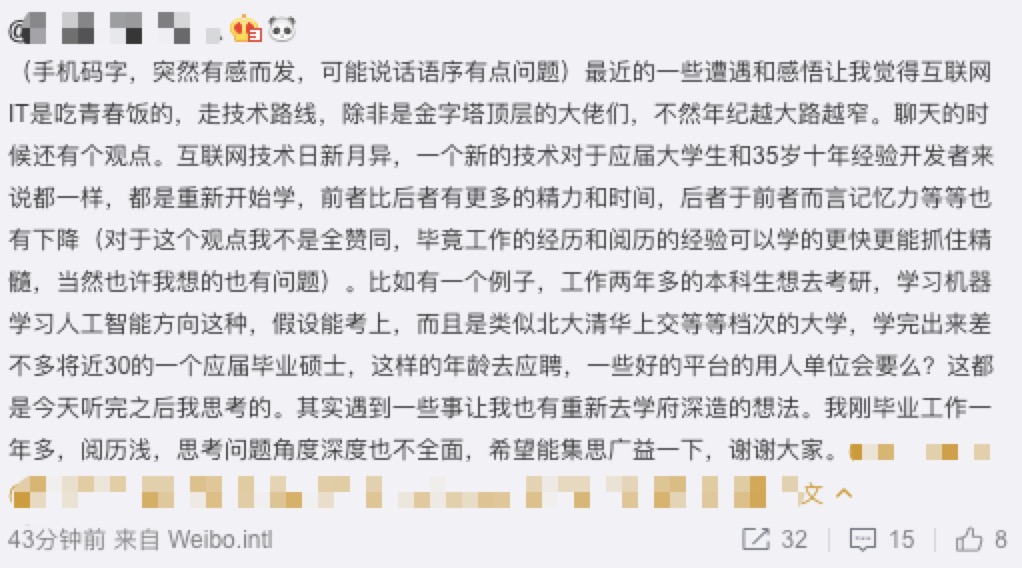 @
（手机码字，突然有感而发，可能说话语序有点问题）最近的一些遭遇和感悟让我觉得互联网
IT是吃青春饭的，走技术路线，除非是金字塔顶层的大佬们，不然年纪越大路越窄。聊天的时
候还有个观点。互联网技术日新月异，一个新的技术对于应届大学生和35岁十年经验开发者来
说都一样，都是重新开始学，前者比后者有更多的精力和时间，后者于前者而言记忆力等等也
有下降（对于这个观点我不是全赞同，毕竟工作的经历和阅历的经验可以学的更快更能抓住精
髓，当然也许我想的也有问题）。比如有一个例子，工作两年多的本科生想去考研，学习机器
学习人工智能方向这种，假设能考上，而且是类似北大清华上交等等档次的大学，学完出来差
不多将近30的一个应届毕业硕士，这样的年龄去应聘，一些好的平台的用人单位会要么？这都
是今天听完之后我思考的。其实遇到一些事让我也有重新去学府深造的想法。我刚毕业工作一
年多，阅历浅，思考问题角度深度也不全面，希望能集思广益一下，谢谢大家。
文
43分钟前 来自 Weibo.intl
32 15 8